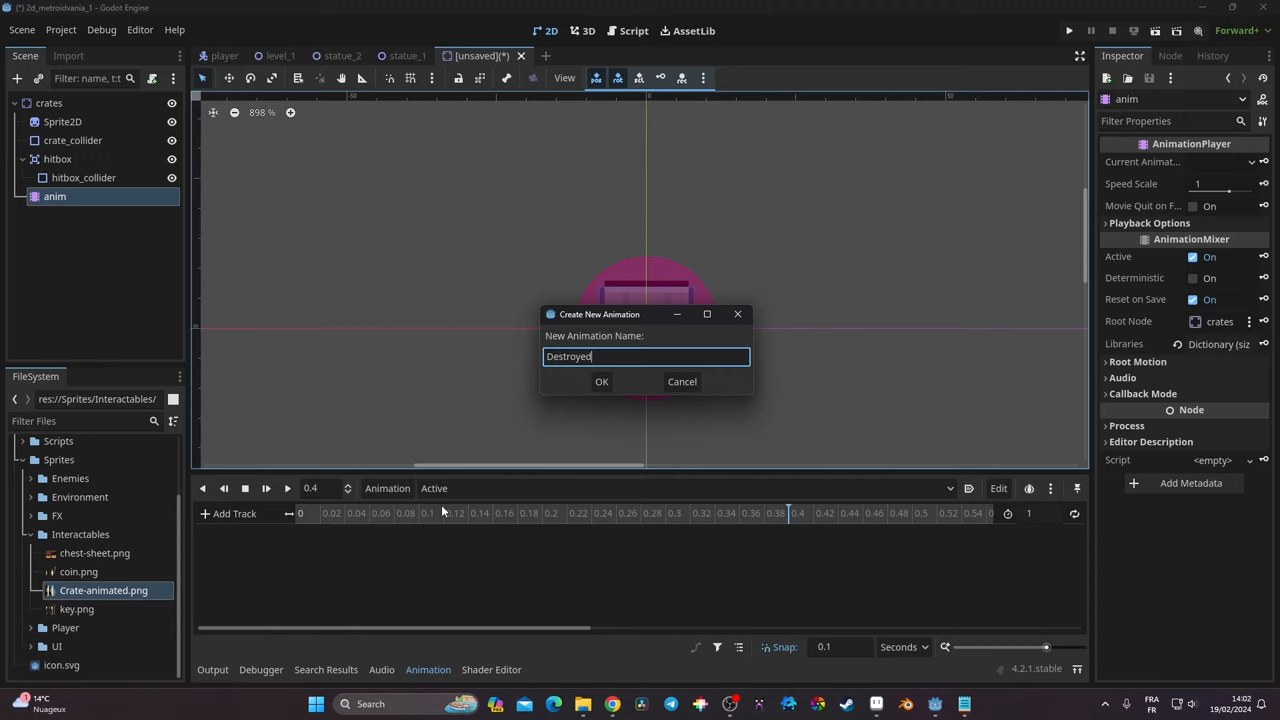 (*) 2d_metroidvania_1 - Godot Engine
Scene Project Debug Editor Help
2D 3D Script AssetLib
Forward+
Scene Import
player level_1 statue_2 statue_1 [unsaved](*)
Inspector Node History
Filter: name, t:t
View
crates
Sprite2D
crate_collider
hitbox
hitbox_collider
anim
-50 0 50
898 %
0
anim
Filter Properties
AnimationPlayer
Current Animat...
Speed Scale 1
Movie Quit on F... On
Playback Options
AnimationMixer
Active On
Deterministic On
Reset on Save On
Root Node crates
Libraries Dictionary (siz
Root Motion
Audio
Callback Mode
Node
Process
Editor Description
Script <empty>
Add Metadata
Create New Animation
New Animation Name:
Destroyed
OK Cancel
FileSystem
res://Sprites/Interactables/
Filter Files
Scripts
Sprites
Enemies
Environment
FX
Interactables
chest-sheet.png
coin.png
Crate-animated.png
key.png
Player
UI
icon.svg
0.4 Animation Active Edit
Add Track 0 0.02 0.04 0.06 0.08 0.1 0.12 0.14 0.16 0.18 0.2 0.22 0.24 0.26 0.28 0.3 0.32 0.34 0.36 0.38 0.4 0.42 0.44 0.46 0.48 0.5 0.52 0.54 1
Snap: 0.1 Seconds
Output Debugger Search Results Audio Animation Shader Editor
4.2.1.stable
14°C
Nuageux
Search
FRA
FR
14:02
19/02/2024